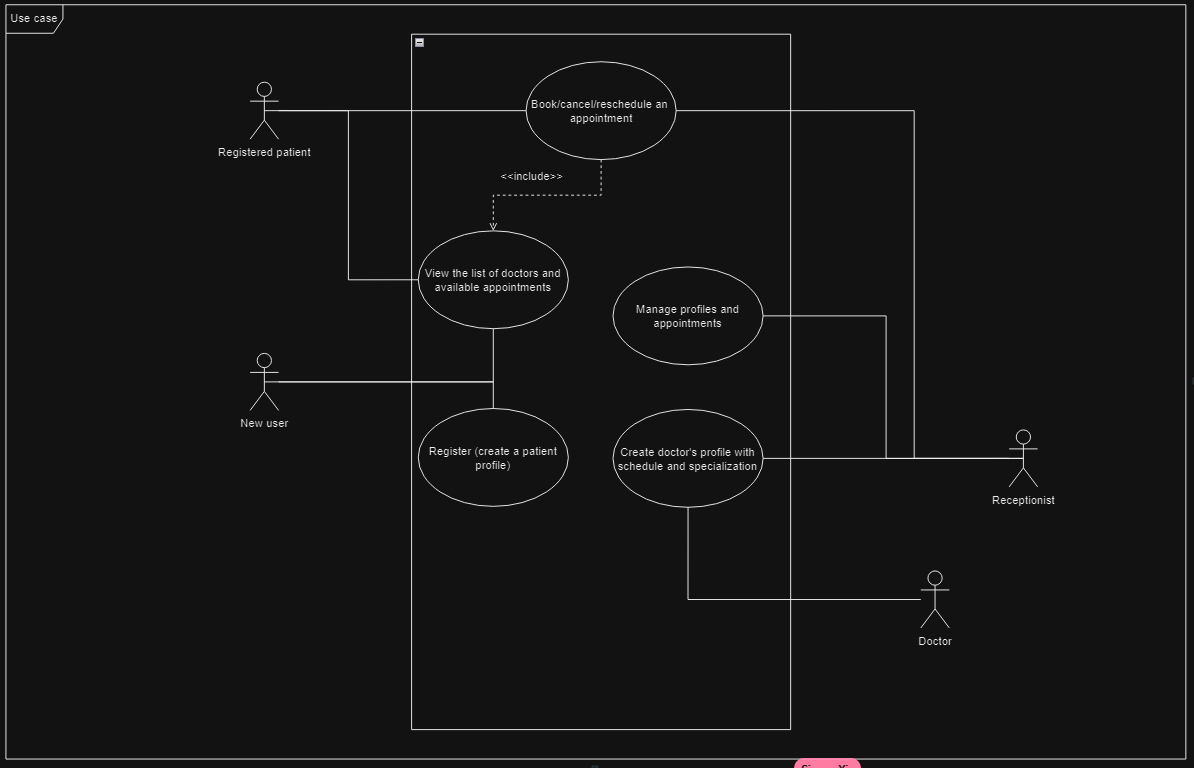 Use case
Book/cancel/reschedule an
appointment
Registered patient
<<include>>
View the list of doctors and
available appointments
Manage profiles and
appointments
New user
Register (create a patient
profile)
Create doctor's profile with
schedule and specialization
Receptionist
Doctor